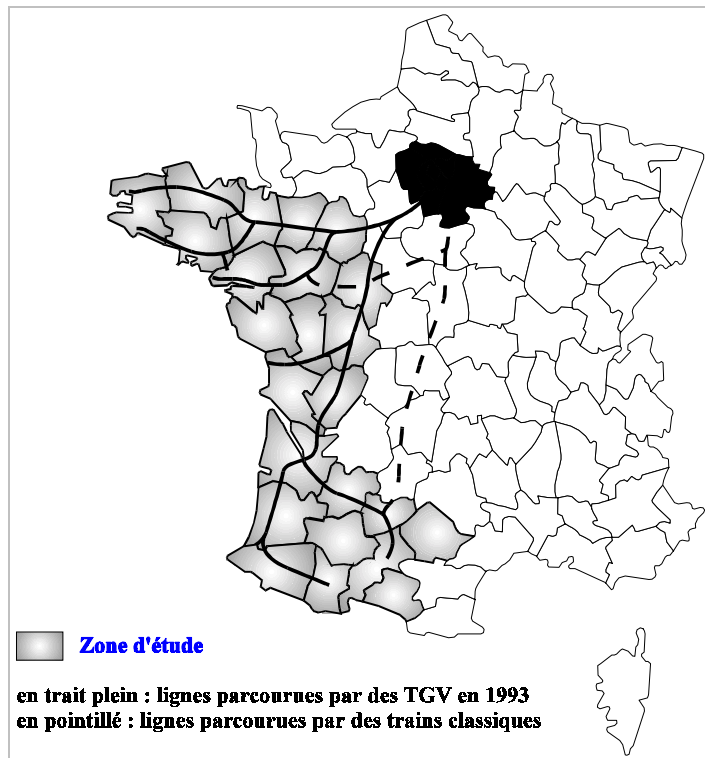 Zone d'étude
en trait plein : lignes parcourues par des TGV en 1993
en pointillé : lignes parcourues par des trains classiques